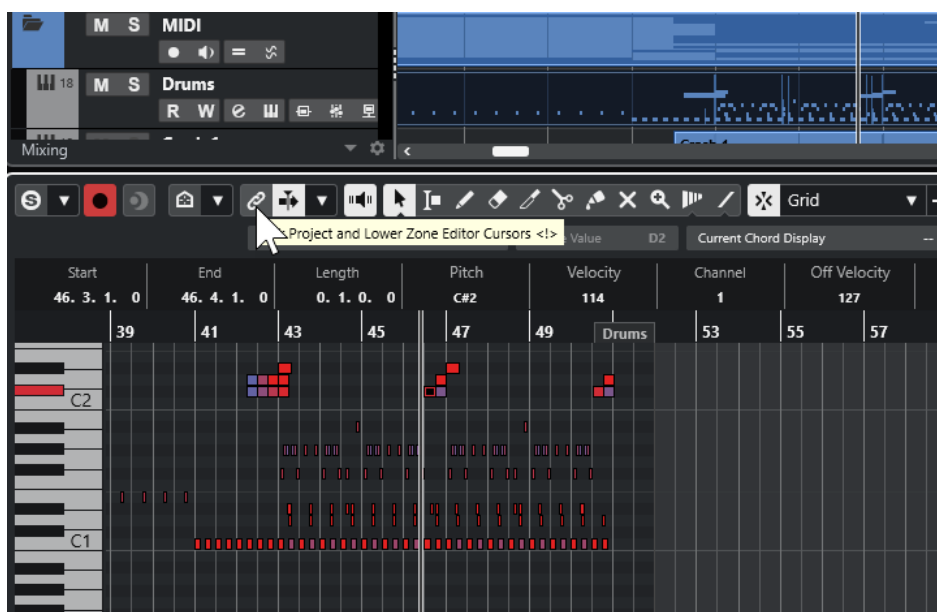 M S MIDI
18 M S Drums
R W
Mixing
Crash 1
S
Grid
Project and Lower Zone Editor Cursors <!>
Value D2 Current Chord Display --
Start End Length Pitch Velocity Channel Off Velocity
46. 3. 1. 0 46. 4. 1. 0 0. 1. 0. 0 C#2 114 1 127
39 41 43 45 47 49 Drums 53 55 57
C2
C1